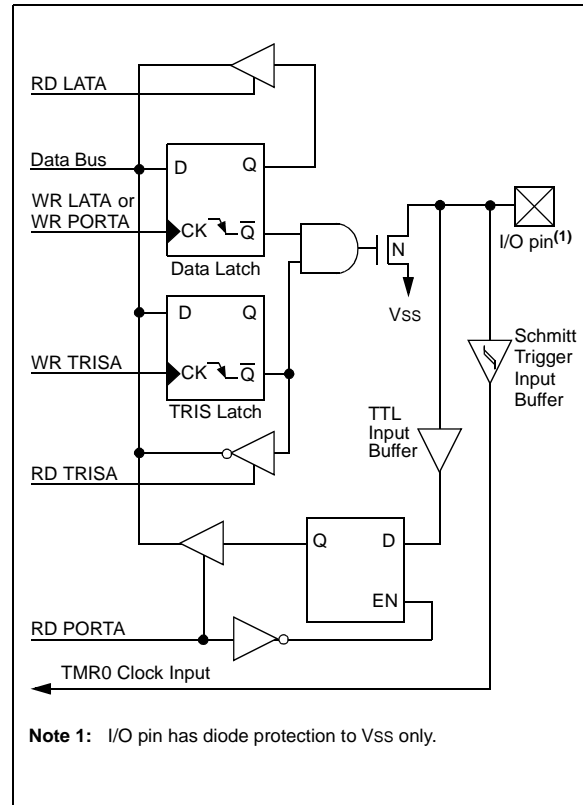 RD LATA
Data Bus
D Q
WR LATA or
WR PORTA
CK Q̅
Data Latch
N
I/O pin(1)
VSS
D Q
WR TRISA
CK Q̅
TRIS Latch
Schmitt
Trigger
Input
Buffer
TTL
Input
Buffer
RD TRISA
Q D
EN
RD PORTA
TMR0 Clock Input
Note 1: I/O pin has diode protection to VSS only.